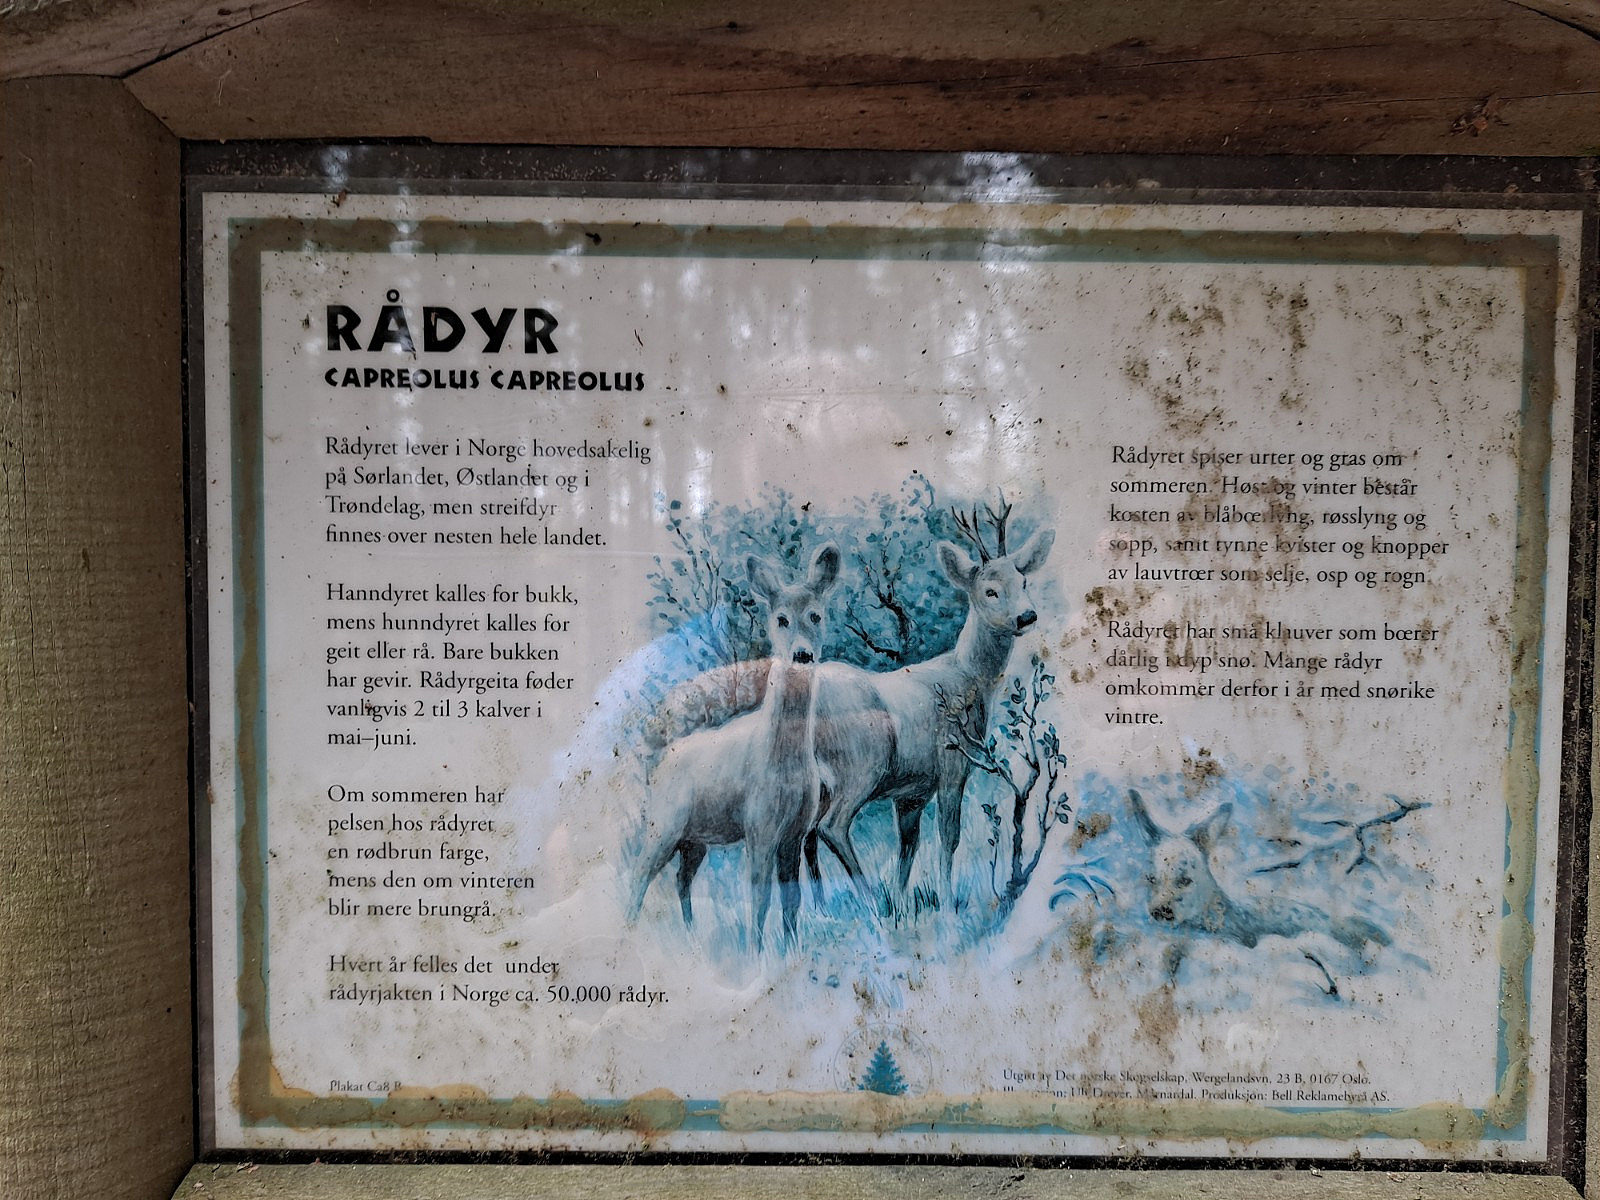 RÅDYR
CAPREOLUS CAPREOLUS
Rådyret lever i Norge hovedsakelig
på Sørlandet, Østlandet og i
Trøndelag, men streifdyr
finnes over nesten hele landet.
Hanndyret kalles for bukk,
mens hunndyret kalles for
geit eller rå. Bare bukken
har gevir. Rådyrgeita føder
vanligvis 2 til 3 kalver i
mai–juni.
Om sommeren har
pelsen hos rådyret
en rødbrun farge,
mens den om vinteren
blir mere brungrå.
Hvert år felles det under
rådyrjakten i Norge ca. 50.000 rådyr.
Rådyret spiser urter og gras om
sommeren. Høst og vinter består
kosten av blåbærlyng, røsslyng og
sopp, samt tynne kvister og knopper
av lauvtrær som selje, osp og rogn.
Rådyret har små klauver som bærer
dårlig i dyp snø. Mange rådyr
omkommer derfor i år med snørike
vintre.
Plakat Ca8 B
Utgitt av Det norske Skogselskap, Wergelandsvn. 23 B, 0167 Oslo.
Produksjon: Bell Reklamebyrå AS.